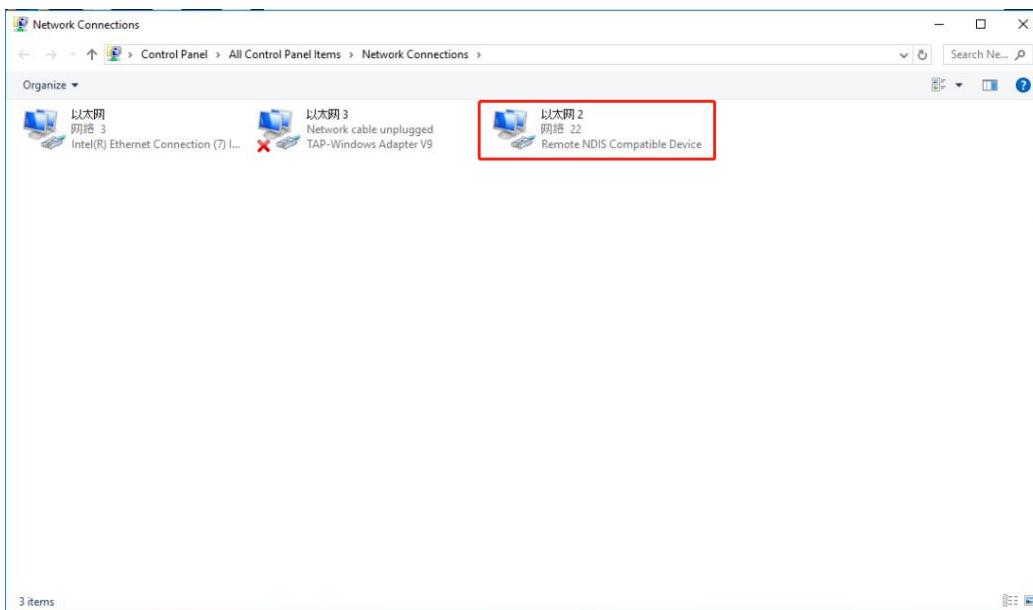 Network Connections
Control Panel > All Control Panel Items > Network Connections >
Search Ne...
Organize
以太网
网络 3
Intel(R) Ethernet Connection (7) I...
以太网 3
Network cable unplugged
TAP-Windows Adapter V9
以太网 2
网络 22
Remote NDIS Compatible Device
3 items